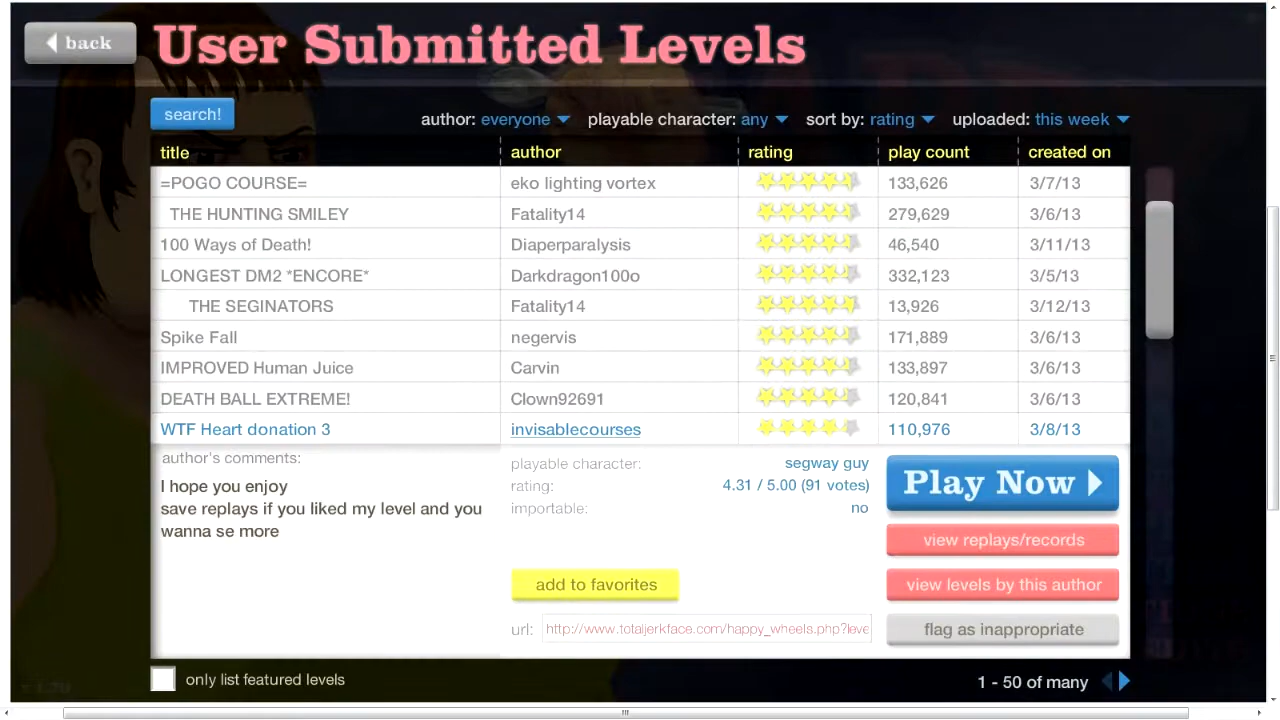 back
User Submitted Levels
search!
author: everyone playable character: any sort by: rating uploaded: this week
title author rating play count created on
=POGO COURSE= eko lighting vortex 133,626 3/7/13
THE HUNTING SMILEY Fatality14 279,629 3/6/13
100 Ways of Death! Diaperparalysis 46,540 3/11/13
LONGEST DM2 *ENCORE* Darkdragon100o 332,123 3/5/13
THE SEGINATORS Fatality14 13,926 3/12/13
Spike Fall negervis 171,889 3/6/13
IMPROVED Human Juice Carvin 133,897 3/6/13
DEATH BALL EXTREME! Clown92691 120,841 3/6/13
WTF Heart donation 3 invisablecourses 110,976 3/8/13
author's comments:
I hope you enjoy
save replays if you liked my level and you
wanna se more
playable character: segway guy
rating: 4.31 / 5.00 (91 votes)
importable: no
add to favorites
url: http://www.totaljerkface.com/happy_wheels.php?leve
Play Now
view replays/records
view levels by this author
flag as inappropriate
only list featured levels
1 - 50 of many